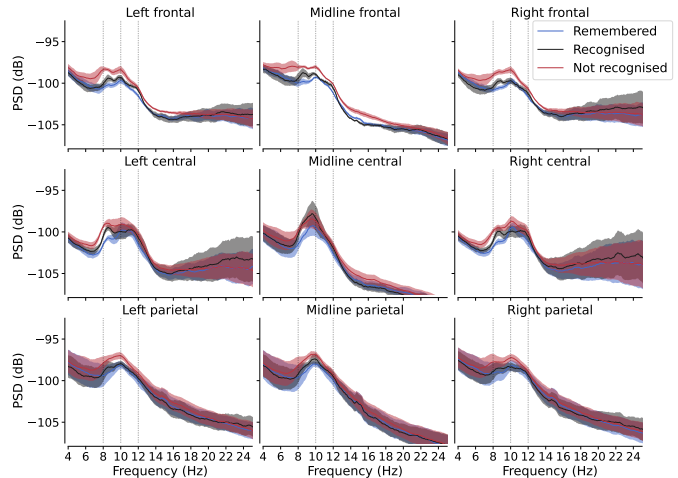 Left frontal
Midline frontal
Right frontal
Remembered
Recognised
Not recognised
PSD (dB)
−95
−100
−105
Left central
Midline central
Right central
PSD (dB)
−95
−100
−105
Left parietal
Midline parietal
Right parietal
PSD (dB)
−95
−100
−105
4 6 8 10 12 14 16 18 20 22 24
4 6 8 10 12 14 16 18 20 22 24
4 6 8 10 12 14 16 18 20 22 24
Frequency (Hz)
Frequency (Hz)
Frequency (Hz)